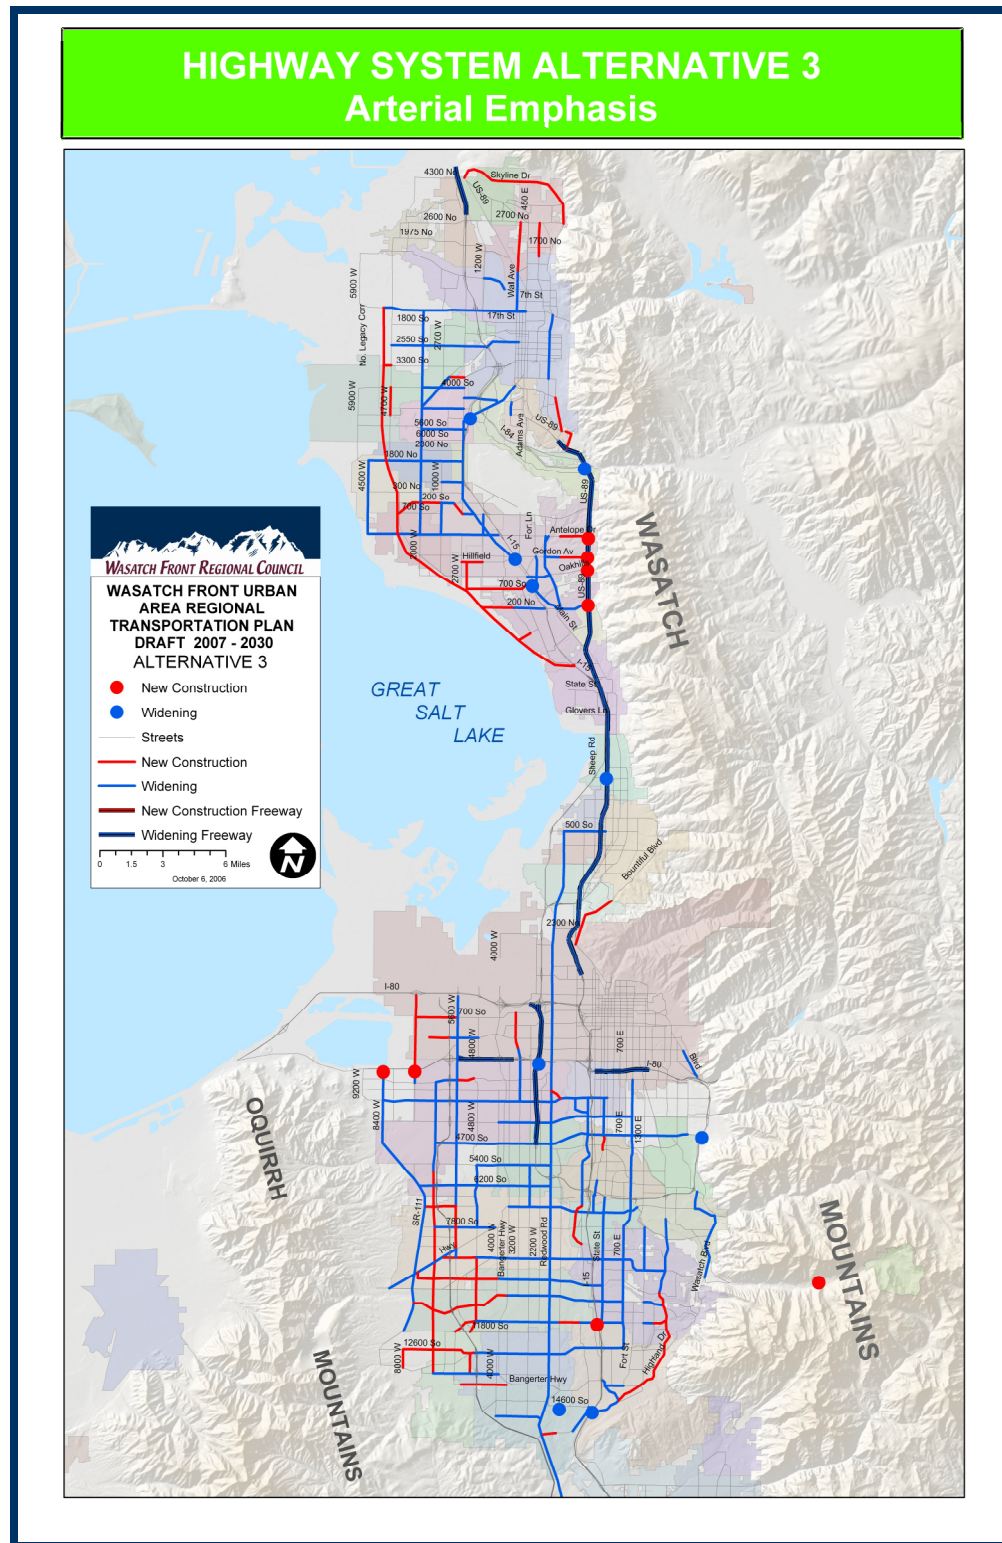 HIGHWAY SYSTEM ALTERNATIVE 3
Arterial Emphasis
4300 No
Skyline Dr
US-89
450 E
2600 No
2700 No
1975 No
1700 No
1200 W
Wall Ave
5900 W
7th St
No. Legacy Corr
1800 So
17th St
2550 So
2700 W
3300 So
4000 So
5900 W
4700 W
5600 So
US-89
6000 So
I-84
Adams Ave
2300 No
1800 No
4500 W
1000 W
US-89
300 No
200 So
700 So
Fort Ln
Antelope Dr
I-15
Gordon Av
Hillfield
2700 W
700 So
US-89
200 No
Main St
WASATCH
I-15
State St
Glovers Ln
Sheep Rd
WASATCH FRONT REGIONAL COUNCIL
WASATCH FRONT URBAN
AREA REGIONAL
TRANSPORTATION PLAN
DRAFT 2007 - 2030
ALTERNATIVE 3
New Construction
Widening
Streets
New Construction
Widening
New Construction Freeway
Widening Freeway
0 1.5 3 6 Miles
October 6, 2006
N
GREAT
SALT
LAKE
500 So
Bountiful Blvd
2300 No
4000 W
I-80
5600 W
700 So
4800 W
700 E
I-80
Blvd
9200 W
8400 W
4800 W
700 E
1300 E
4700 So
5400 So
6200 So
OQUIRRH
SR-111
7800 So
4000 W
Bangerter Hwy
3200 W
2200 W
Redwood Rd
State St
700 E
Hwy
Wasatch Blvd
MOUNTAINS
11800 So
12600 So
8000 W
4000 W
Fort St
Highland Dr
Bangerter Hwy
14600 So
MOUNTAINS